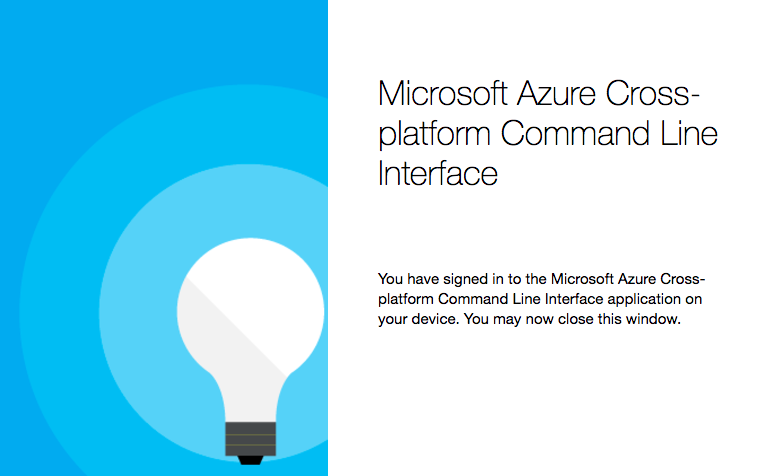 Microsoft Azure Cross-
platform Command Line
Interface
You have signed in to the Microsoft Azure Cross-
platform Command Line Interface application on
your device. You may now close this window.